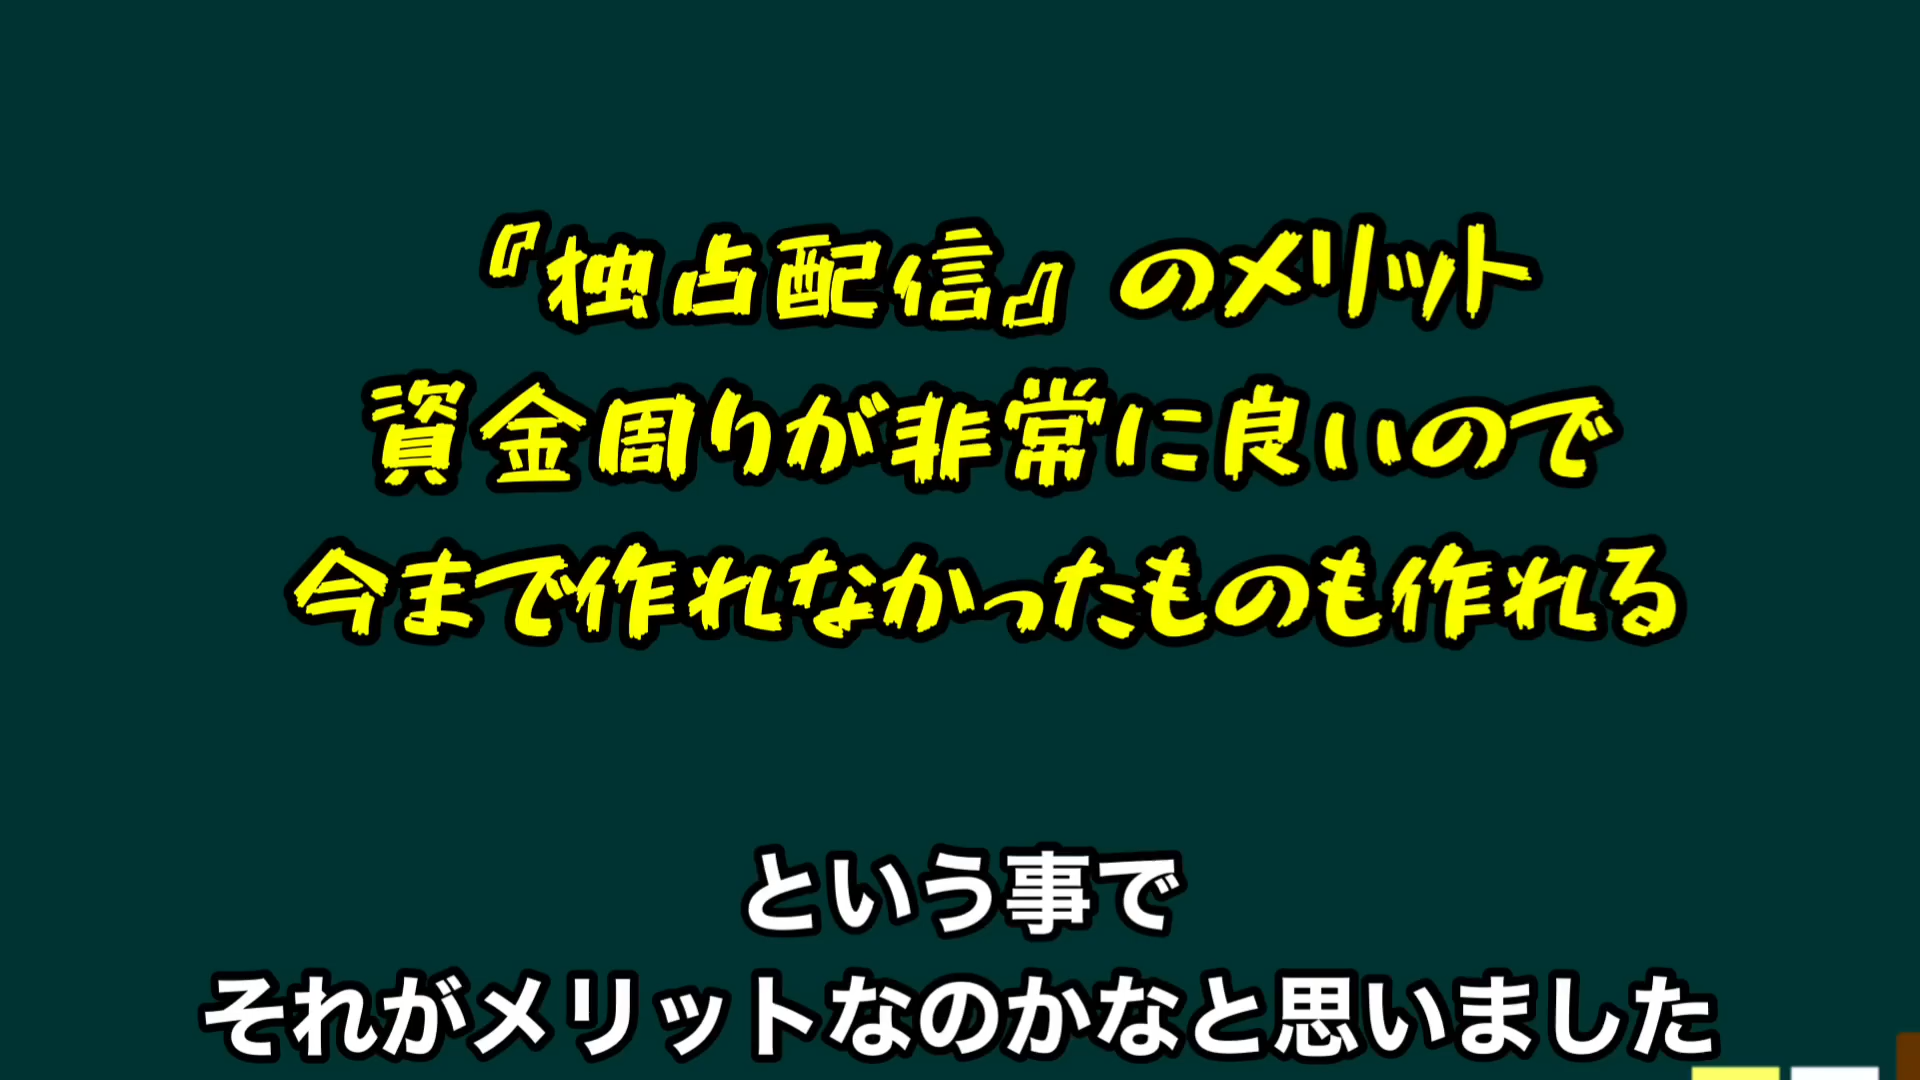 『独占配信』のメリット
資金周りが非常に良いので
今まで作れなかったものも作れる
という事で
それがメリットなのかなと思いました